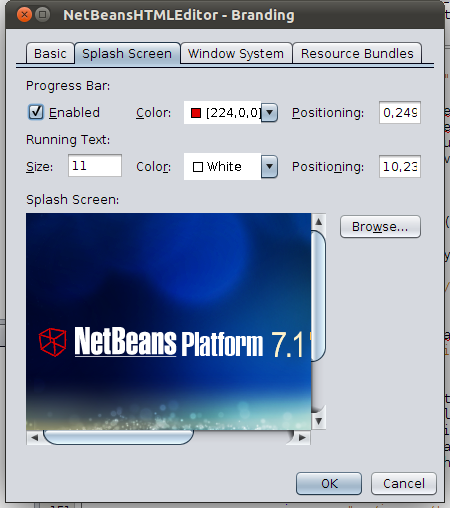 NetBeansHTMLEditor - Branding
Basic Splash Screen Window System Resource Bundles
Progress Bar:
Enabled Color: [224,0,0] Positioning: 0,249
Running Text:
Size: 11 Color: White Positioning: 10,23
Splash Screen:
Browse...
NetBeans Platform 7.1
OK Cancel